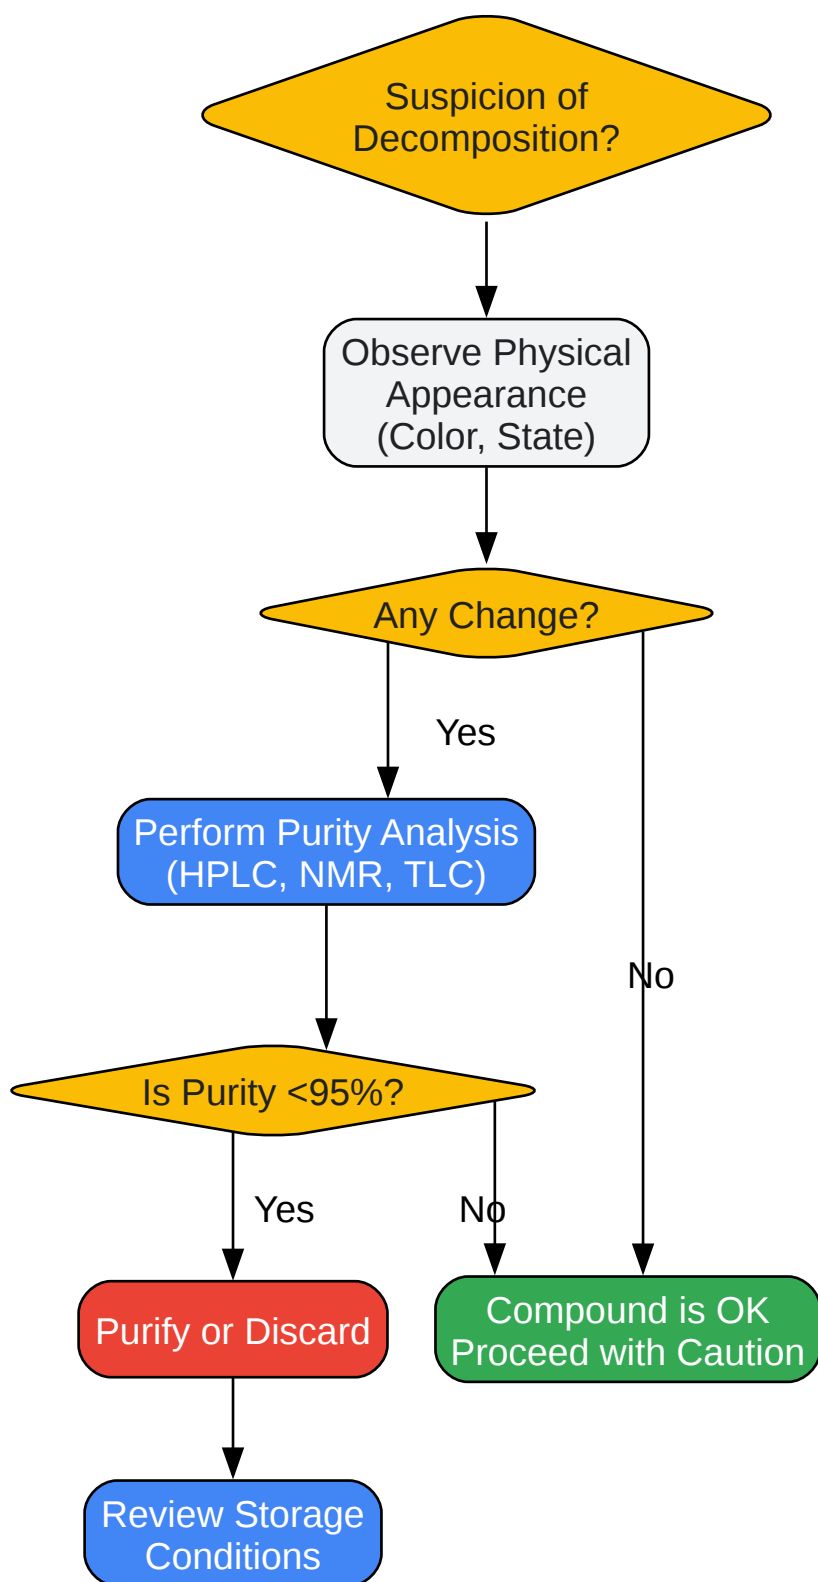 Suspicion of
Decomposition?
Observe Physical
Appearance
(Color, State)
Any Change?
Yes
Perform Purity Analysis
(HPLC, NMR, TLC)
No
Is Purity <95%?
Yes
No
Purify or Discard
Compound is OK
Proceed with Caution
Review Storage
Conditions